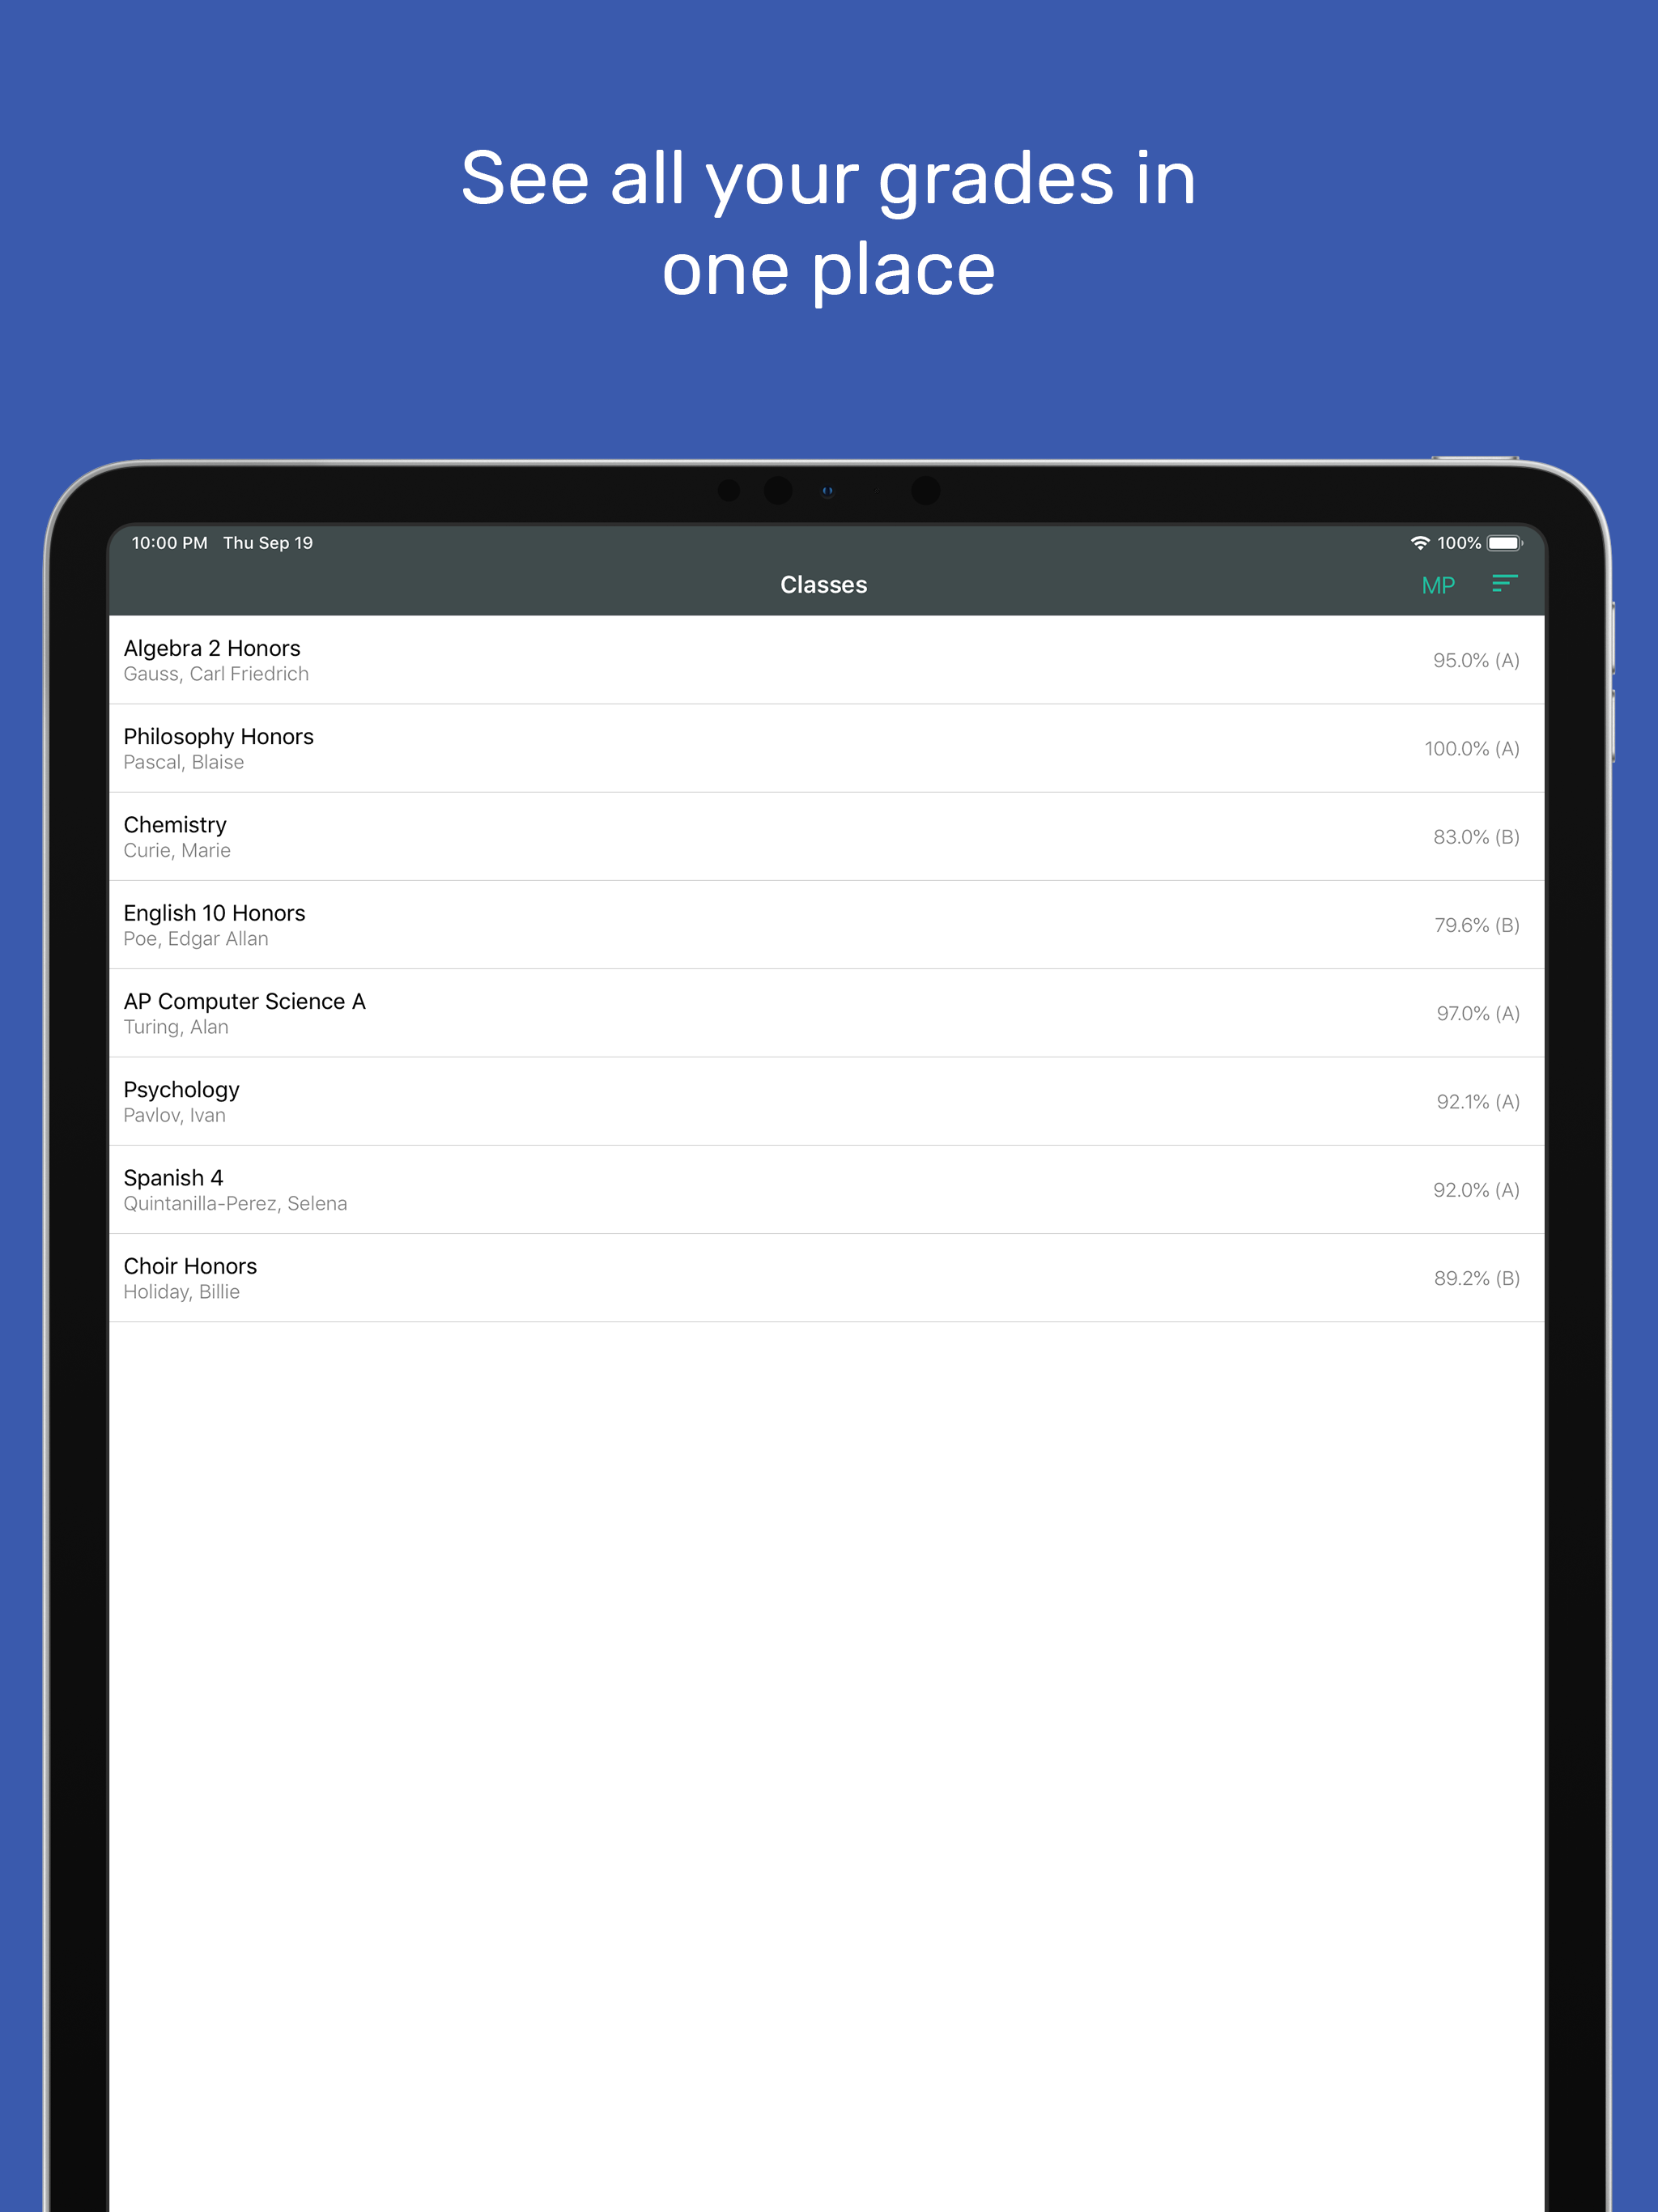 See all your grades in
one place
10:00 PM Thu Sep 19
100%
Classes
MP
Algebra 2 Honors
Gauss, Carl Friedrich
95.0% (A)
Philosophy Honors
Pascal, Blaise
100.0% (A)
Chemistry
Curie, Marie
83.0% (B)
English 10 Honors
Poe, Edgar Allan
79.6% (B)
AP Computer Science A
Turing, Alan
97.0% (A)
Psychology
Pavlov, Ivan
92.1% (A)
Spanish 4
Quintanilla-Perez, Selena
92.0% (A)
Choir Honors
Holiday, Billie
89.2% (B)